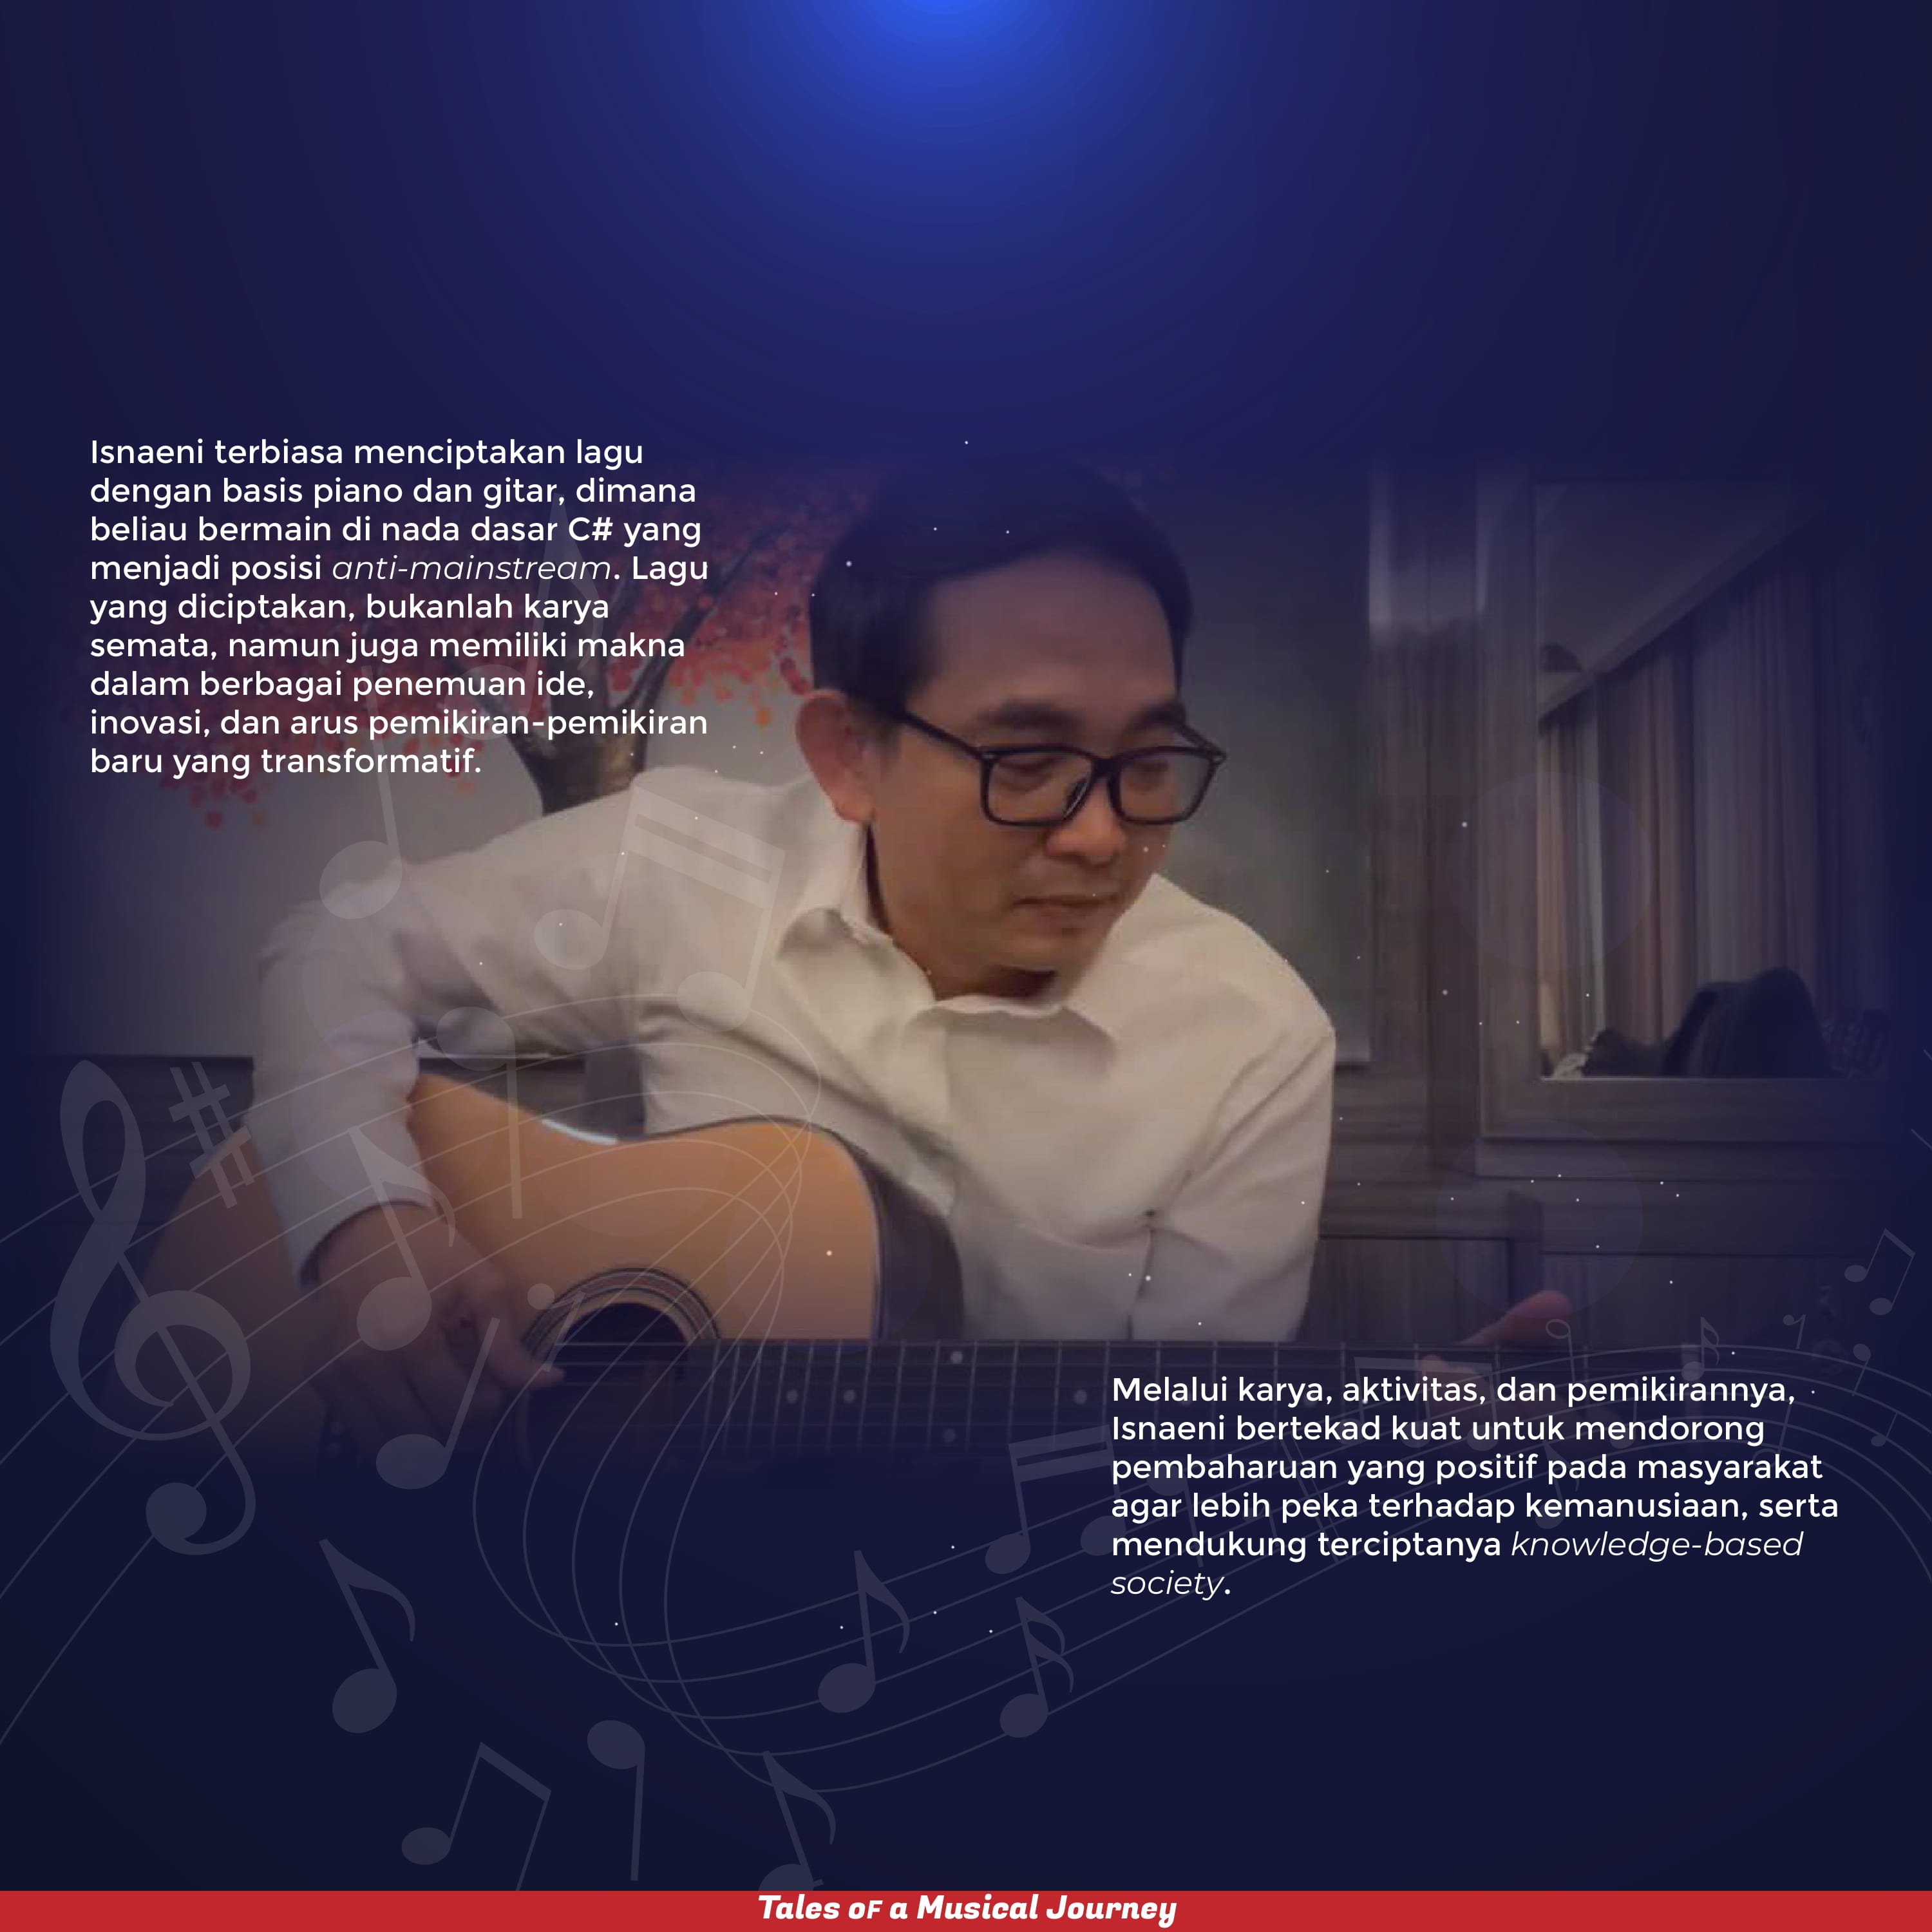 Isnaeni terbiasa menciptakan lagu
dengan basis piano dan gitar, dimana
beliau bermain di nada dasar C# yang
menjadi posisi anti-mainstream. Lagu
yang diciptakan, bukanlah karya
semata, namun juga memiliki makna
dalam berbagai penemuan ide,
inovasi, dan arus pemikiran-pemikiran
baru yang transformatif.
Melalui karya, aktivitas, dan pemikirannya,
Isnaeni bertekad kuat untuk mendorong
pembaharuan yang positif pada masyarakat
agar lebih peka terhadap kemanusiaan, serta
mendukung terciptanya knowledge-based
society.
Tales oF a Musical Journey